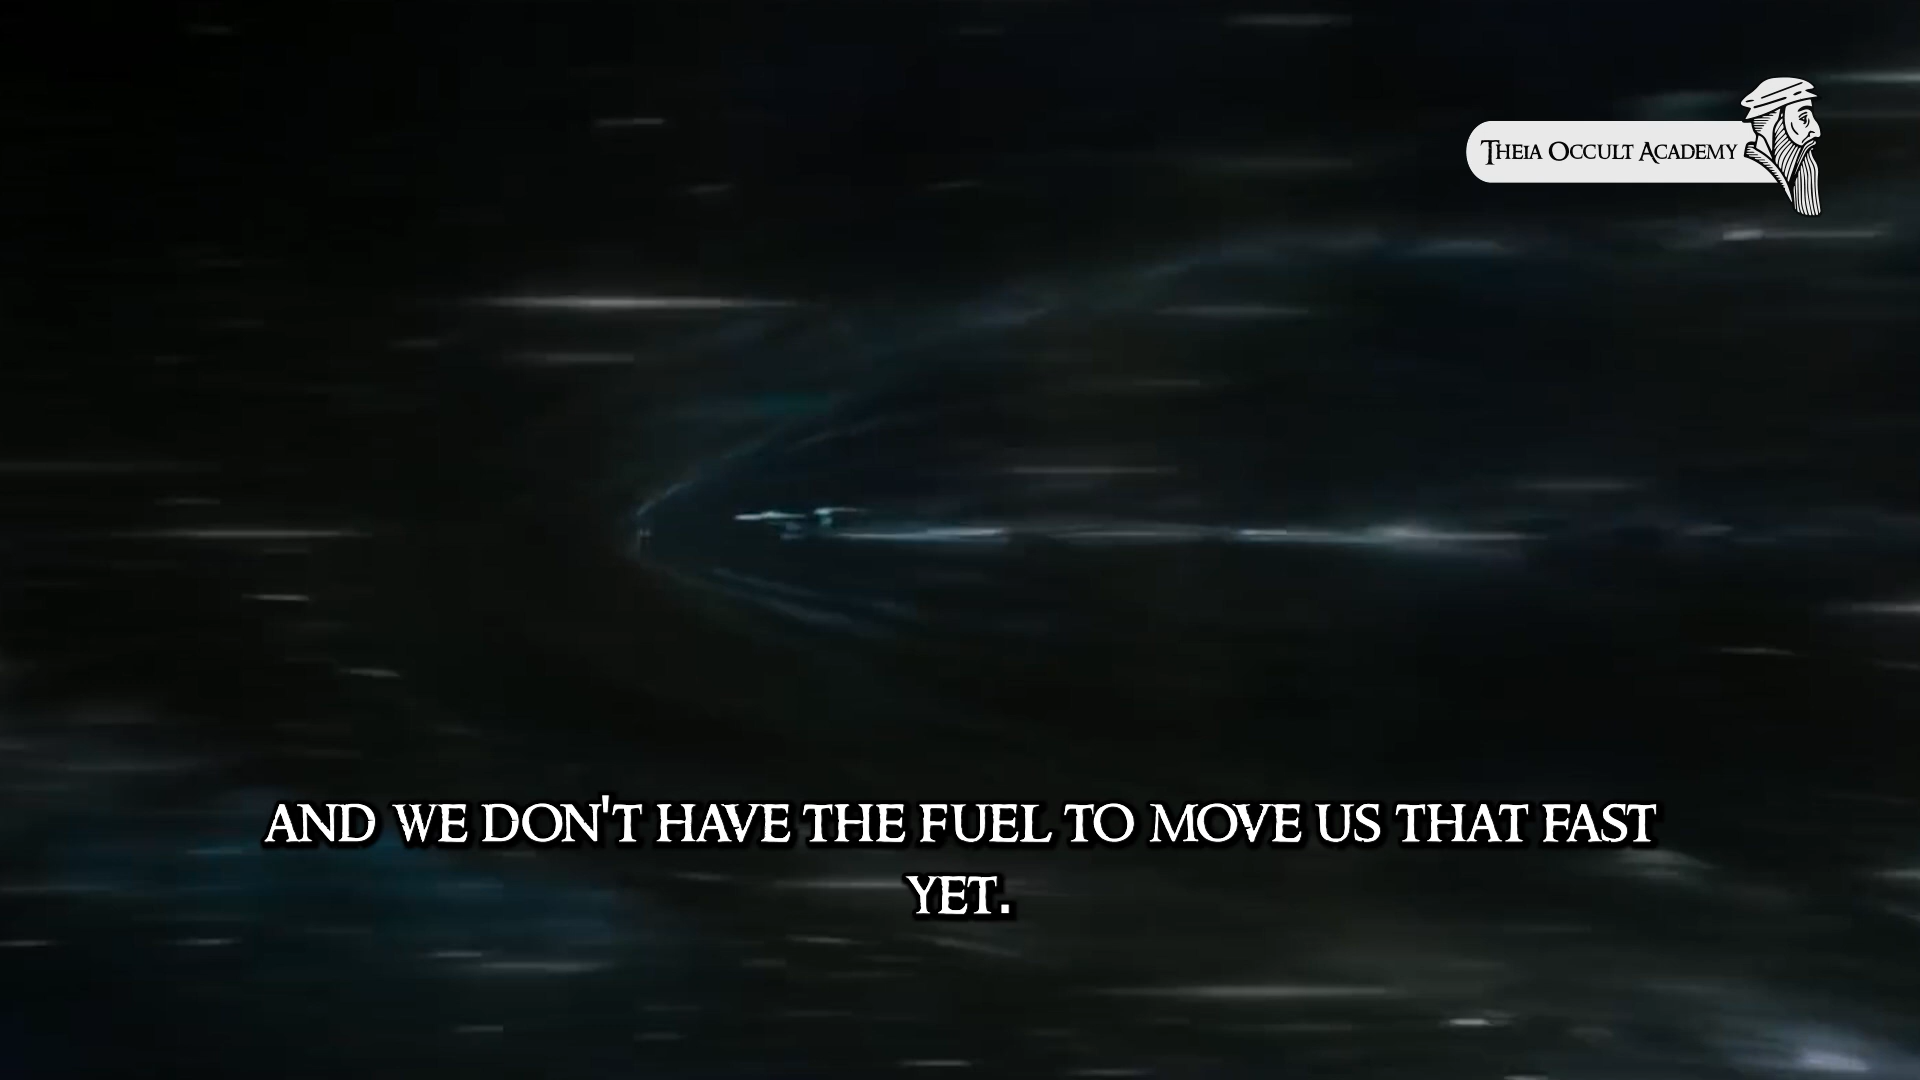 THEIA OCCULT ACADEMY
AND WE DON'T HAVE THE FUEL TO MOVE US THAT FAST
YET.